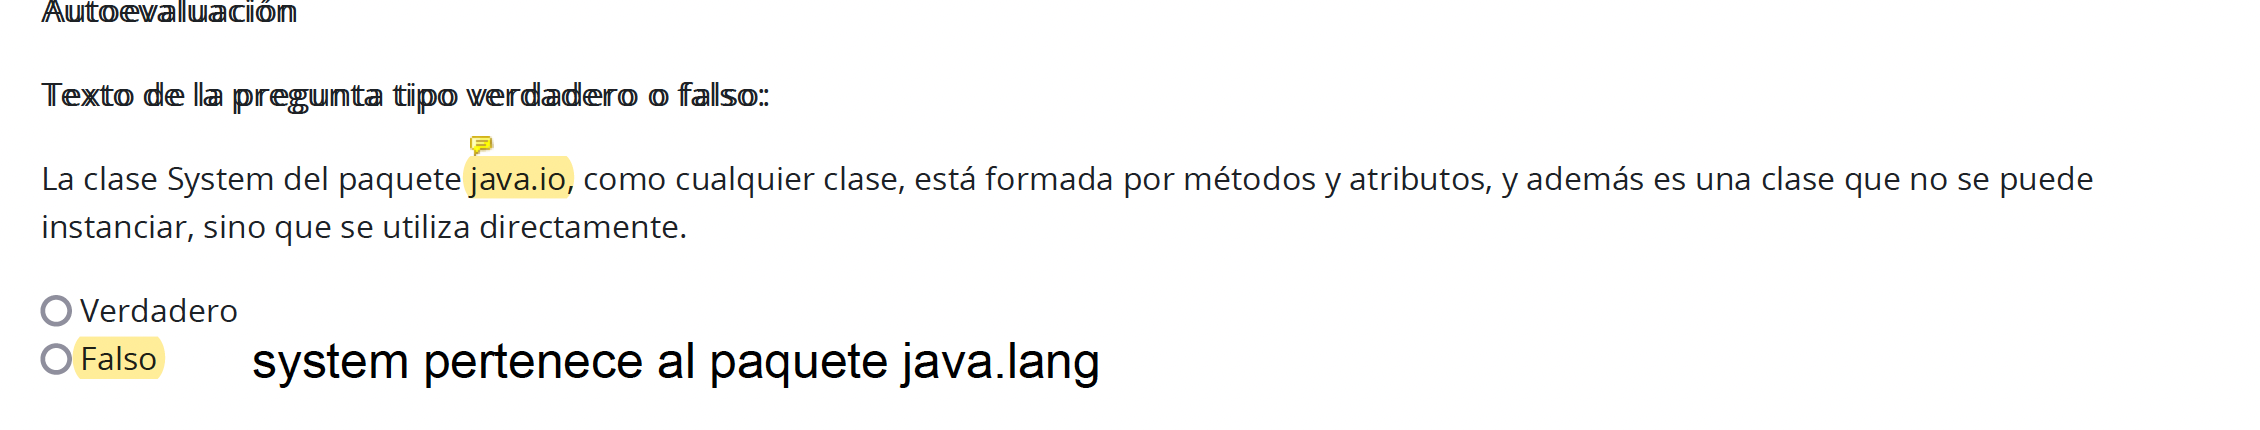 Autoevaluación
Texto de la pregunta tipo verdadero o falso:
La clase System del paquete java.io, como cualquier clase, está formada por métodos y atributos, y además es una clase que no se puede
instanciar, sino que se utiliza directamente.
Verdadero
Falso system pertenece al paquete java.lang